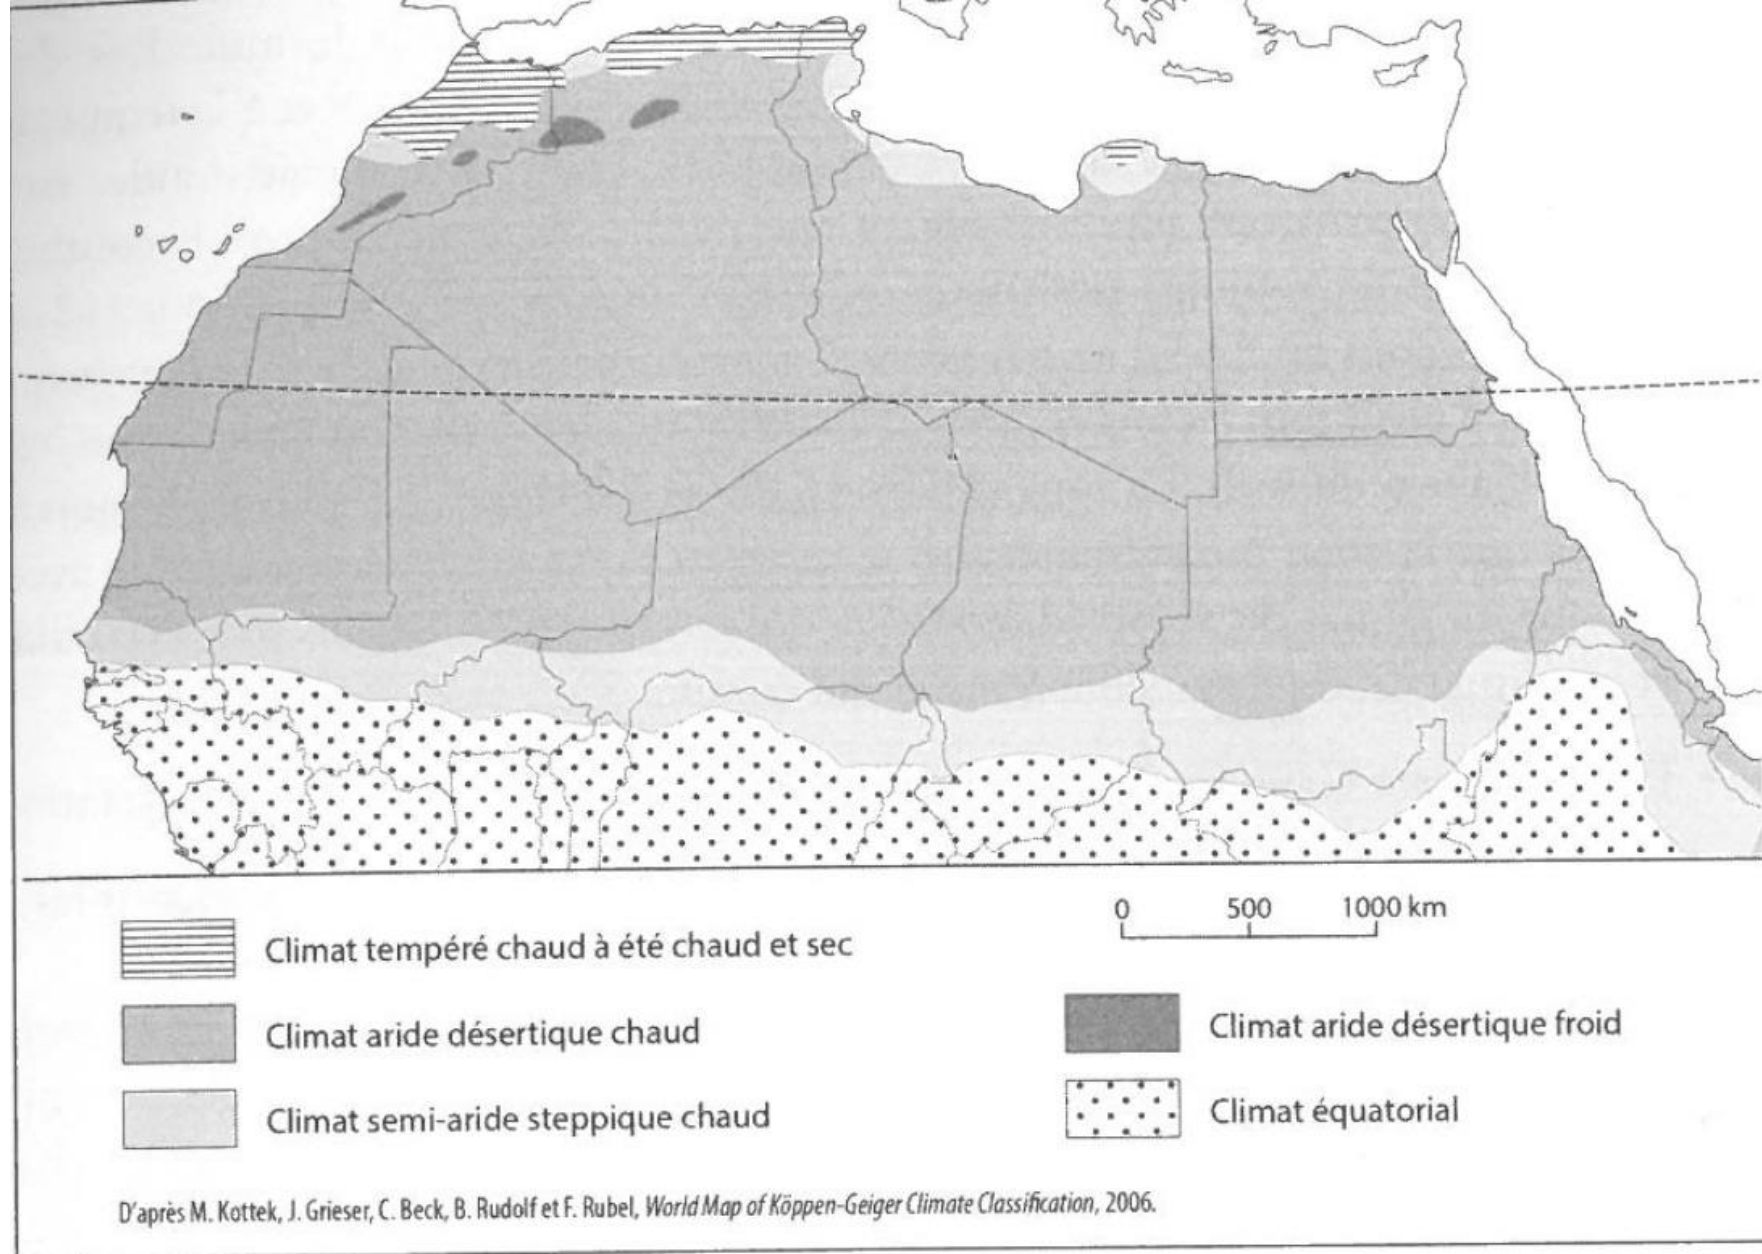 0 500 1000 km
Climat tempéré chaud à été chaud et sec
Climat aride désertique chaud
Climat semi-aride steppique chaud
Climat aride désertique froid
Climat équatorial
D'après M. Kottek, J. Grieser, C. Beck, B. Rudolf et F. Rubel, World Map of Köppen-Geiger Climate Classification, 2006.